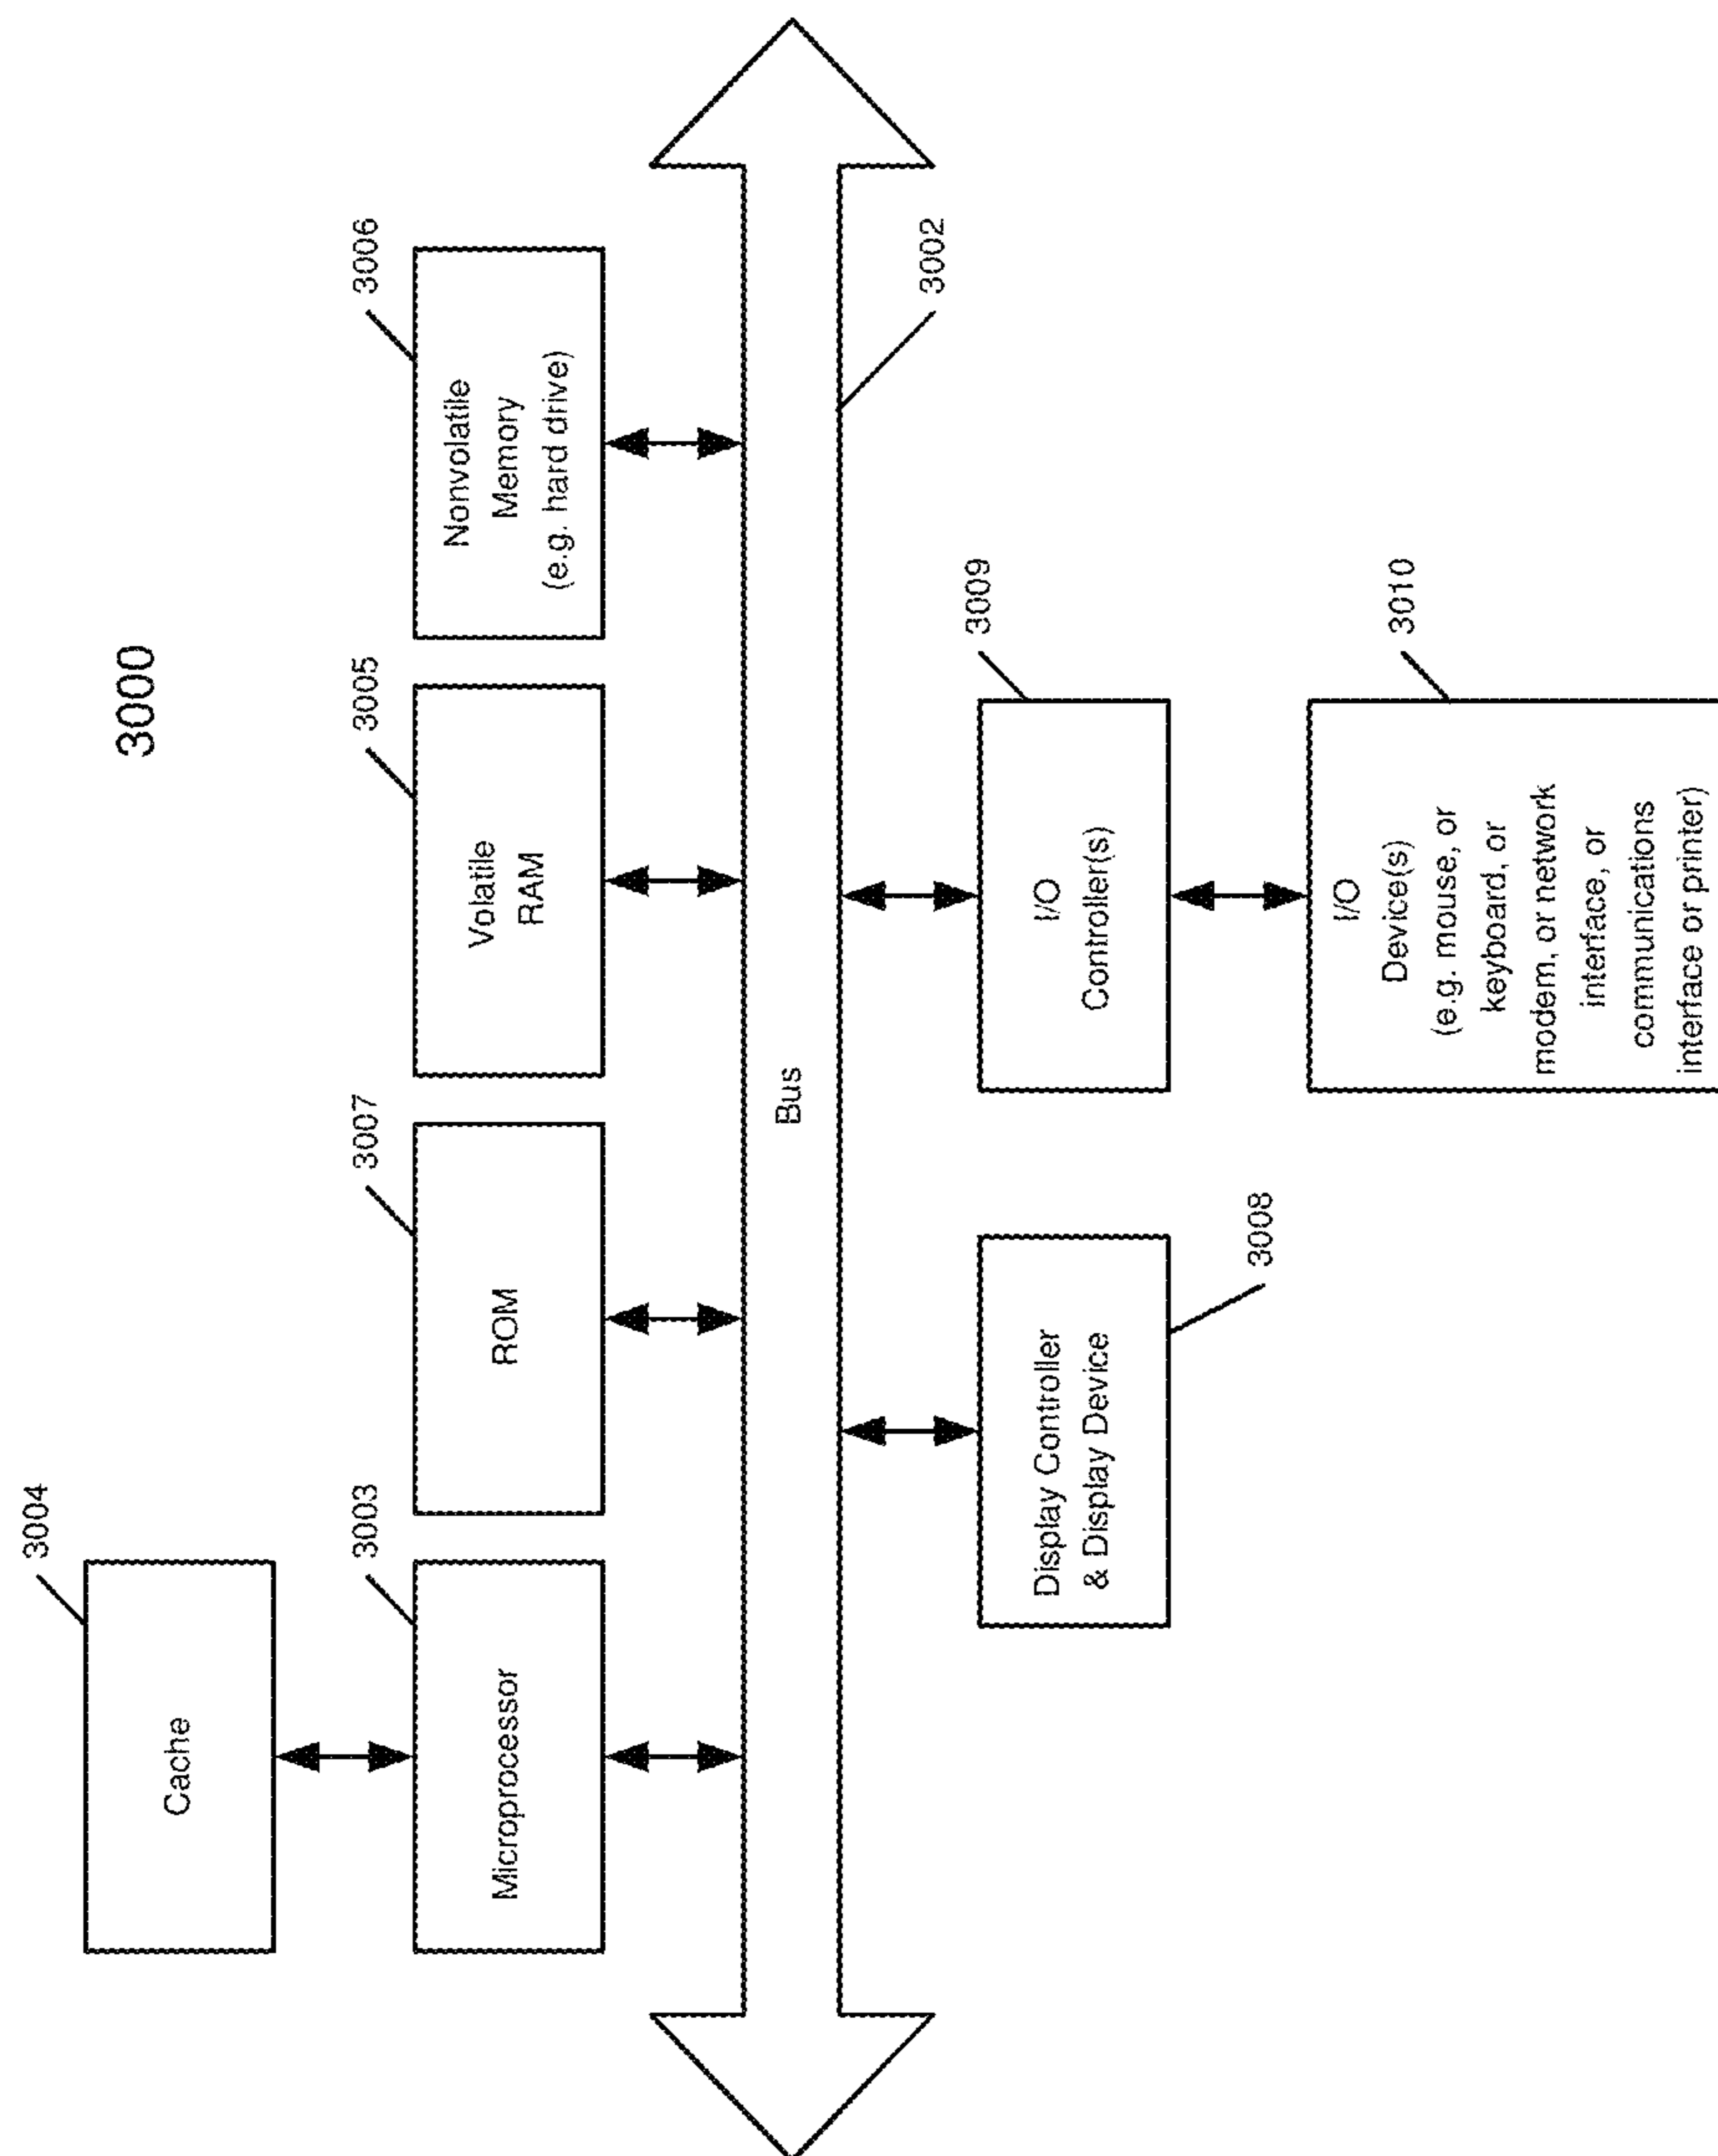 3000
3004
Cache
3003
Microprocessor
3007
ROM
3005
Volatile
RAM
3006
Nonvolatile
Memory
(e.g. hard drive)
Bus
3002
3008
Display Controller
& Display Device
3009
I/O
Controller(s)
3010
I/O
Device(s)
(e.g. mouse, or
keyboard, or
modem, or network
interface, or
communications
interface or printer)